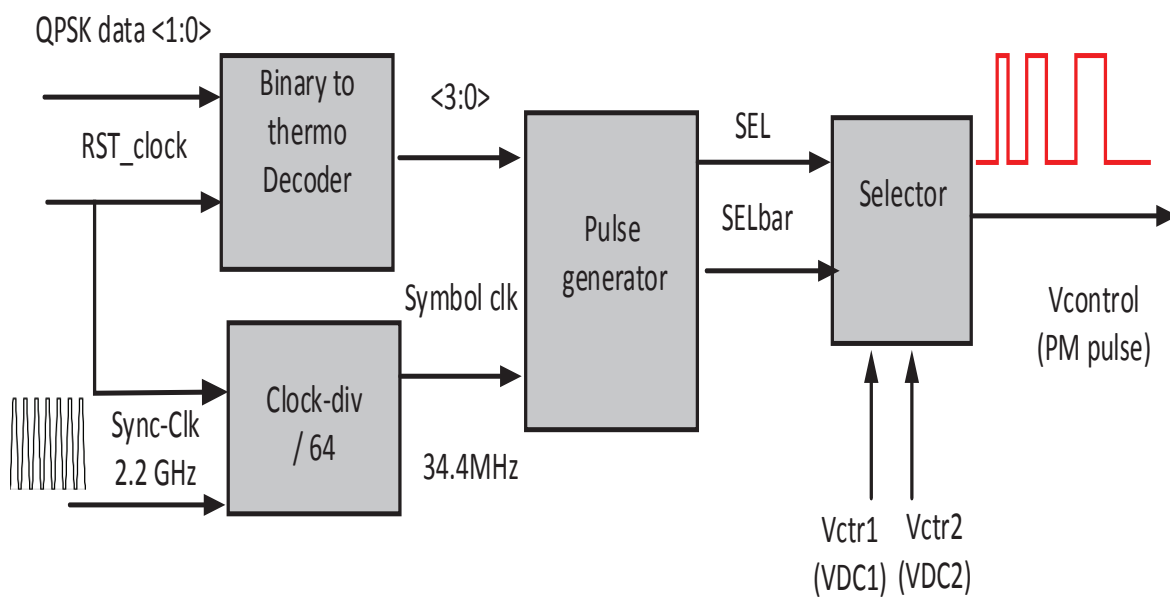 QPSK data <1:0>
Binary to
thermo
Decoder
<3:0>
RST_clock
SEL
SELbar
Selector
Pulse
generator
Symbol clk
Vcontrol
(PM pulse)
Sync-Clk
2.2 GHz
Clock-div
/ 64
34.4MHz
Vctr1
(VDC1)
Vctr2
(VDC2)